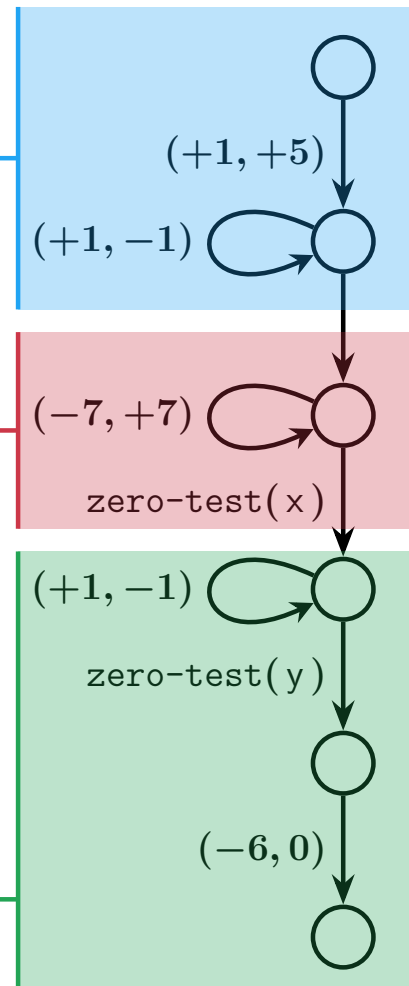 (+1, +5)
(+1, −1)
(−7, +7)
zero-test(x)
(+1, −1)
zero-test(y)
(−6, 0)